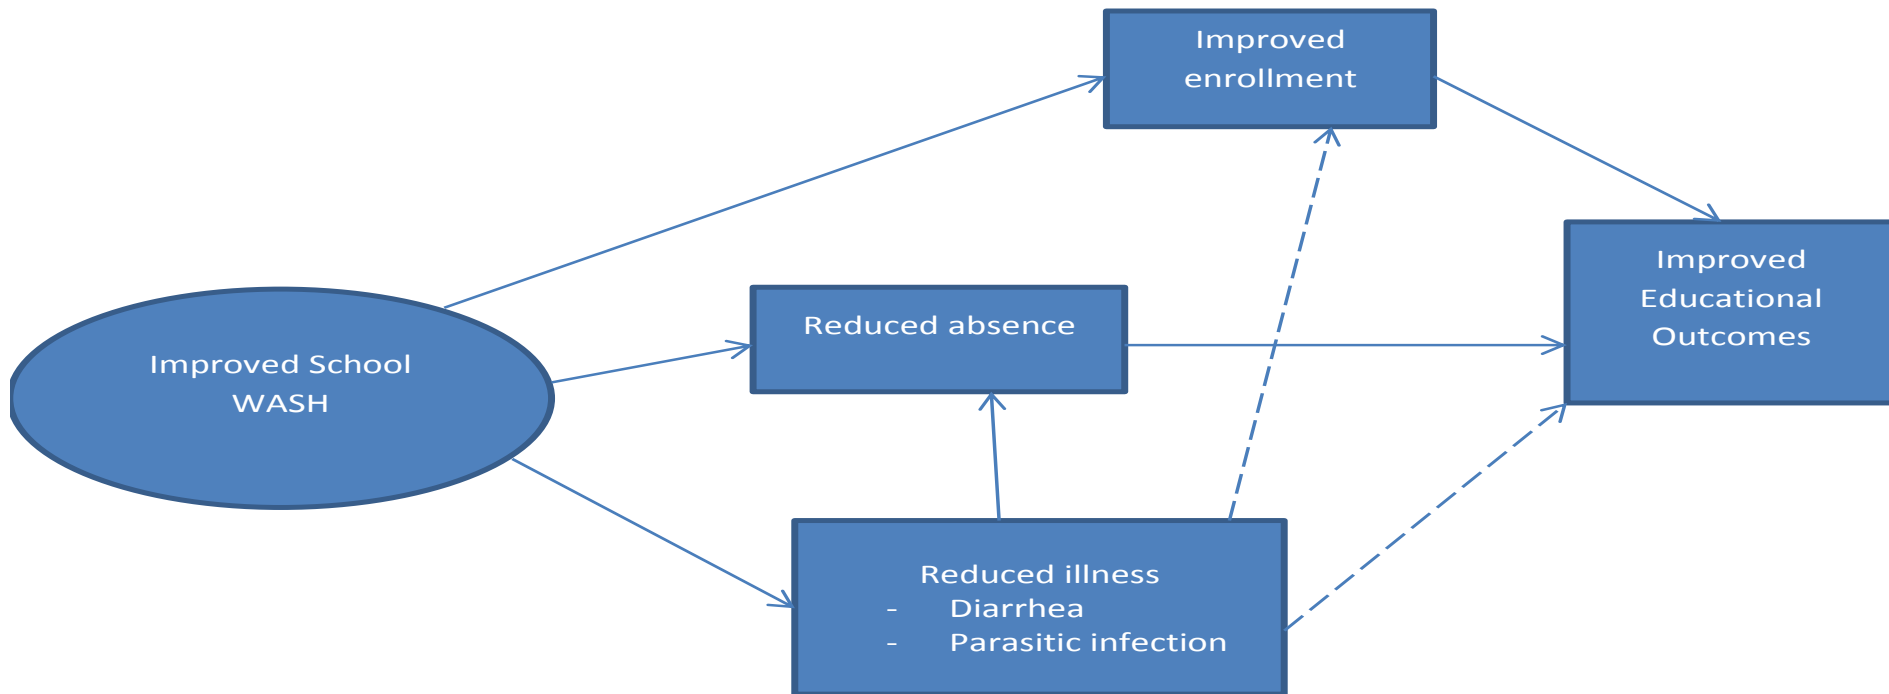 Improved
enrollment
Improved
Educational
Outcomes
Reduced absence
Improved School
WASH
Reduced illness
- Diarrhea
- Parasitic infection